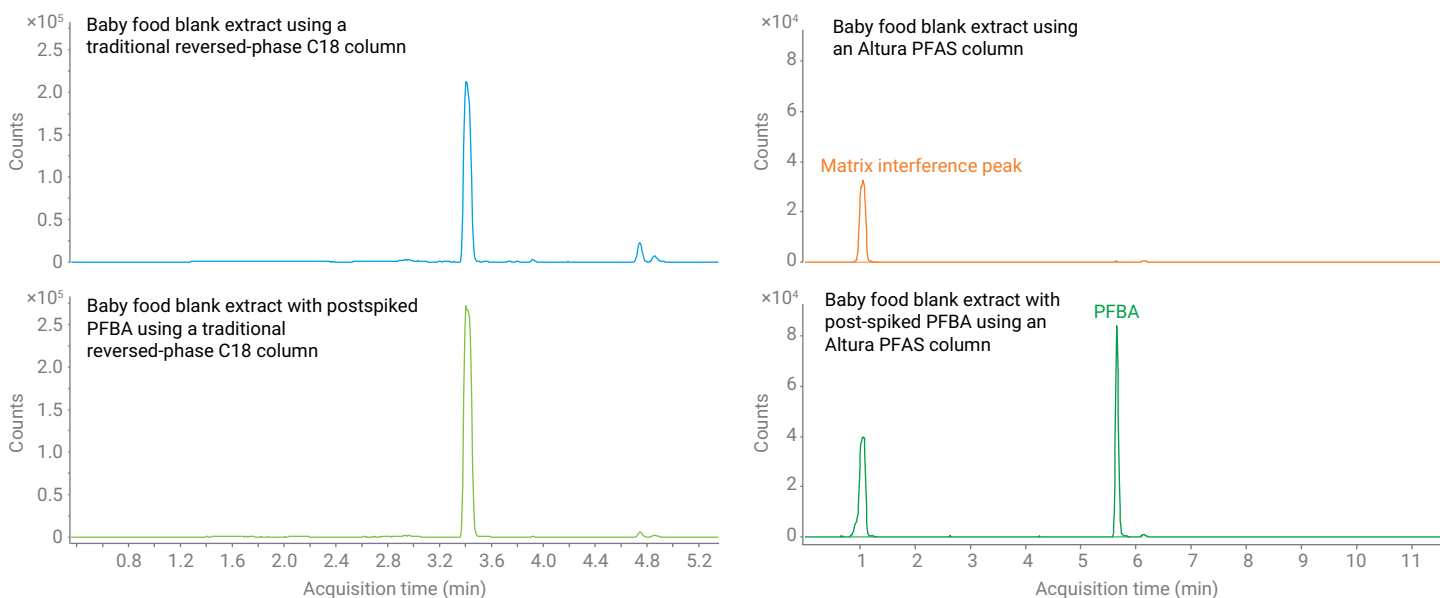 ×10⁵
Baby food blank extract using a
traditional reversed-phase C18 column
2.5
2.0
1.5
1.0
0.5
0
Counts
×10⁴
Baby food blank extract using
an Altura PFAS column
8
6
4
2
0
Counts
Matrix interference peak
×10⁵
Baby food blank extract with postspiked
PFBA using a traditional
reversed-phase C18 column
2.5
2.0
1.5
1.0
0.5
0
Counts
0.8 1.2 1.6 2.0 2.4 2.8 3.2 3.6 4.0 4.4 4.8 5.2
Acquisition time (min)
×10⁴
Baby food blank extract with
post-spiked PFBA using an
Altura PFAS column
PFBA
8
6
4
2
0
Counts
1 2 3 4 5 6 7 8 9 10 11
Acquisition time (min)